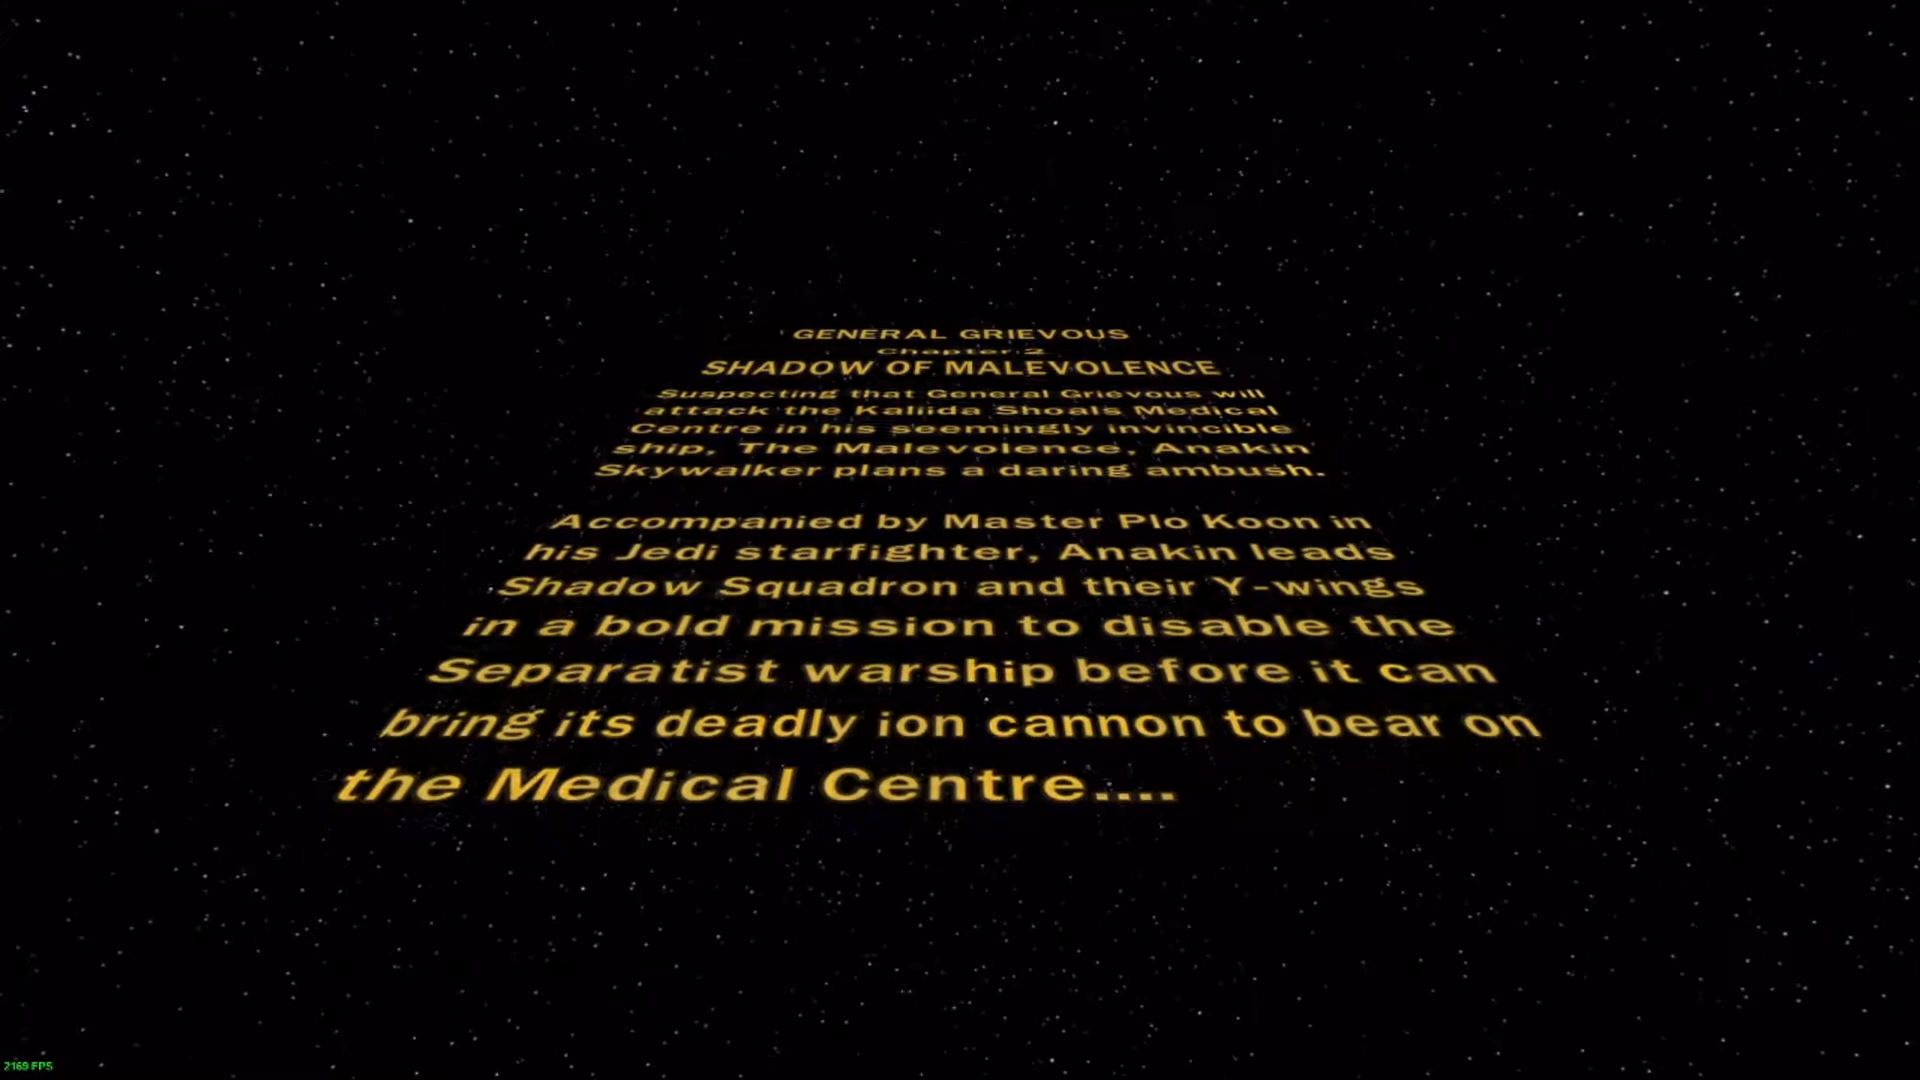 GENERAL GRIEVOUS
Chapter 2
SHADOW OF MALEVOLENCE
Suspecting that General Grievous will
attack the Kaliida Shoals Medical
Centre in his seemingly invincible
ship, The Malevolence, Anakin
Skywalker plans a daring ambush.
Accompanied by Master Plo Koon in
his Jedi starfighter, Anakin leads
Shadow Squadron and their Y-wings
in a bold mission to disable the
Separatist warship before it can
bring its deadly ion cannon to bear on
the Medical Centre....
2169 FPS